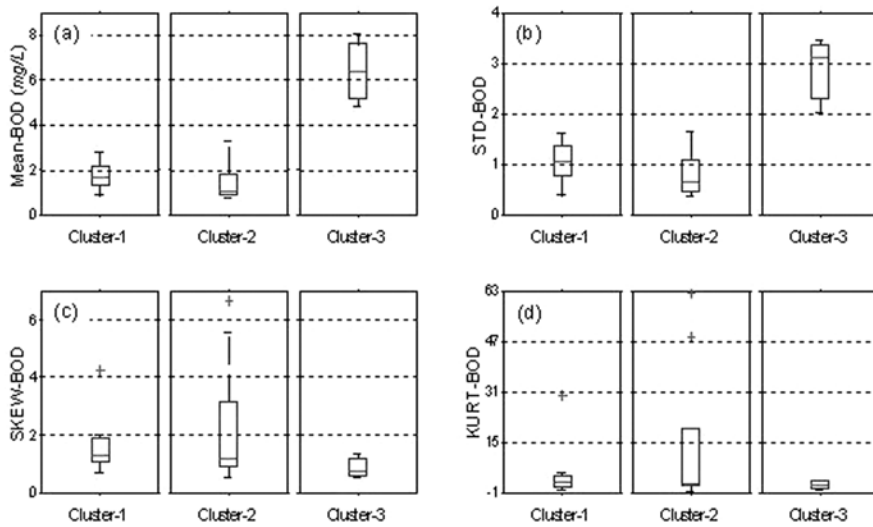 (a)
Mean-BOD (mg/L)
8
6
4
2
0
Cluster-1
Cluster-2
Cluster-3
(b)
STD-BOD
4
3
2
1
0
Cluster-1
Cluster-2
Cluster-3
(c)
SKEW-BOD
6
4
2
0
Cluster-1
Cluster-2
Cluster-3
(d)
KURT-BOD
63
47
31
15
-1
Cluster-1
Cluster-2
Cluster-3